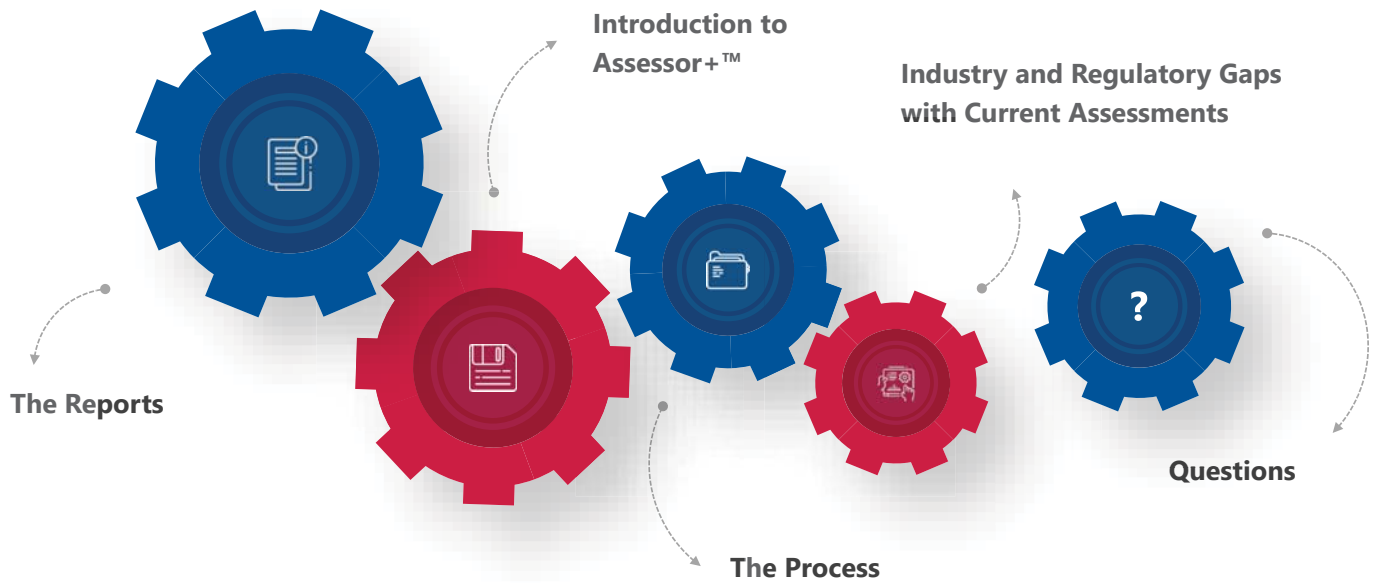 Introduction to
Assessor+™
Industry and Regulatory Gaps
with Current Assessments
?
The Reports
Questions
The Process